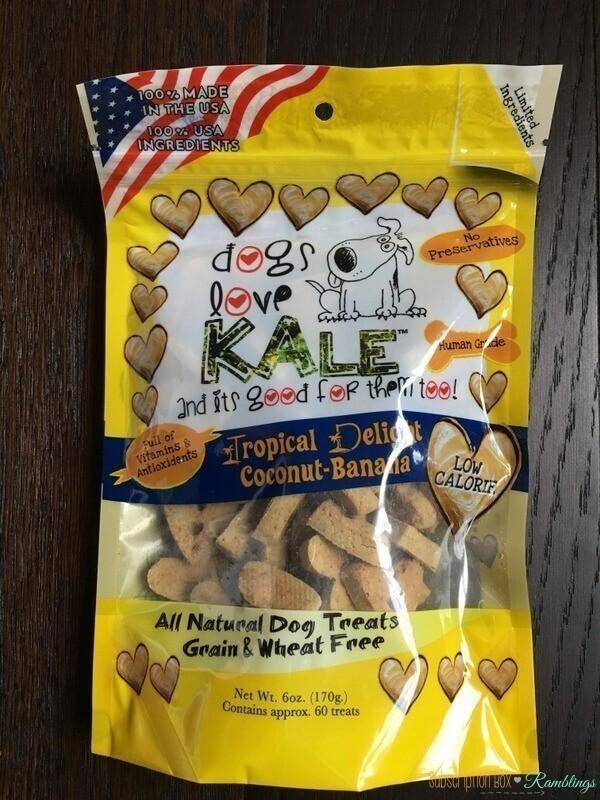 100% MADE
IN THE USA
100% USA
INGREDIENTS
Limited
Ingredients
No
Preservatives
dogs
love
KALE™
Human Grade
and its good for them too!
Full of
Vitamins &
Antioxidents
Tropical Delight
Coconut-Banana
LOW
CALORIE
All Natural Dog Treats
Grain & Wheat Free
Net Wt. 6oz. (170g.)
Contains approx. 60 treats
Subscription Box ♥ Ramblings